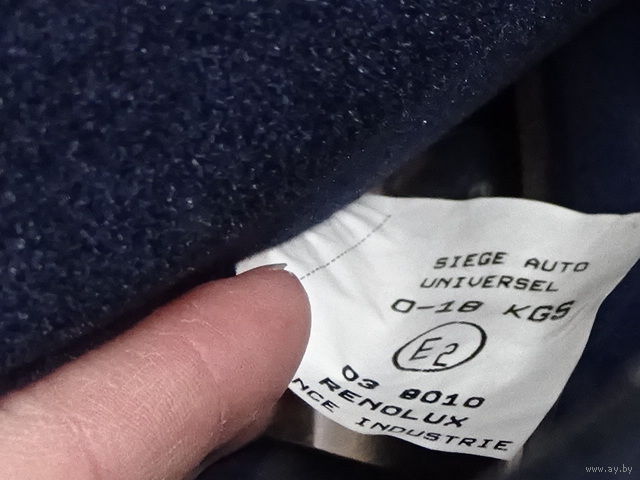 SIEGE AUTO
UNIVERSEL
0-18 KGS
E2
03 8010
RENOLUX
NCE INDUSTRIE
www.ay.by